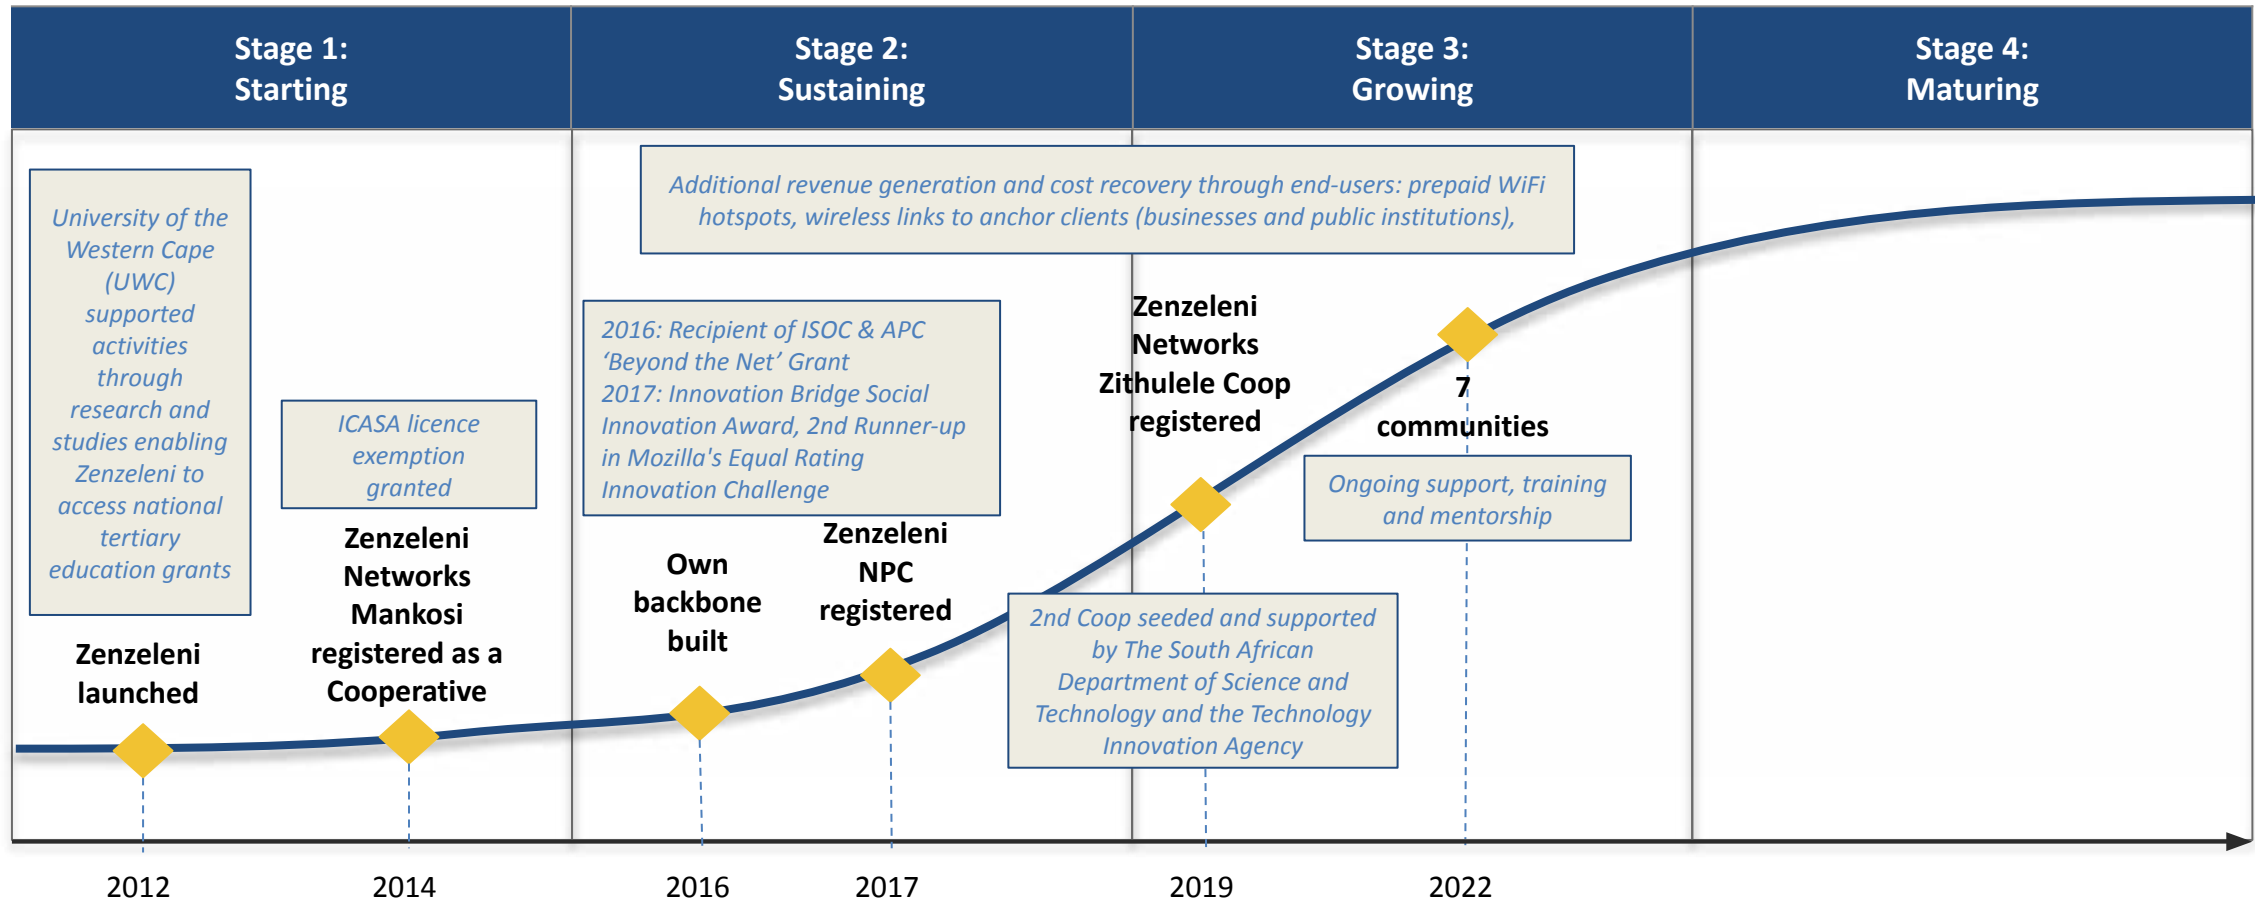 Stage 1:
Starting
Stage 2:
Sustaining
Stage 3:
Growing
Stage 4:
Maturing
University of the
Western Cape
(UWC)
supported
activities
through
research and
studies enabling
Zenzeleni to
access national
tertiary
education grants
Zenzeleni
launched
ICASA licence
exemption
granted
Zenzeleni
Networks
Mankosi
registered as a
Cooperative
Additional revenue generation and cost recovery through end-users: prepaid WiFi
hotspots, wireless links to anchor clients (businesses and public institutions),
2016: Recipient of ISOC & APC
‘Beyond the Net’ Grant
2017: Innovation Bridge Social
Innovation Award, 2nd Runner-up
in Mozilla's Equal Rating
Innovation Challenge
Own
backbone
built
Zenzeleni
NPC
registered
Zenzeleni
Networks
Zithulele Coop
registered
2nd Coop seeded and supported
by The South African
Department of Science and
Technology and the Technology
Innovation Agency
7
communities
Ongoing support, training
and mentorship
2012
2014
2016
2017
2019
2022